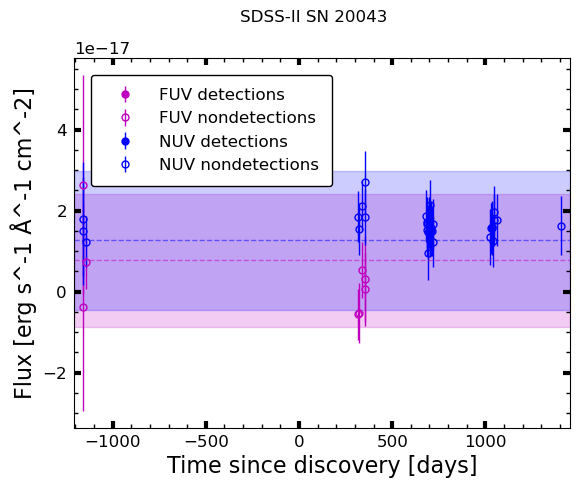 SDSS-II SN 20043
1e−17
FUV detections
FUV nondetections
NUV detections
NUV nondetections
4
2
0
−2
Flux [erg s^-1 Å^-1 cm^-2]
−1000 −500 0 500 1000
Time since discovery [days]